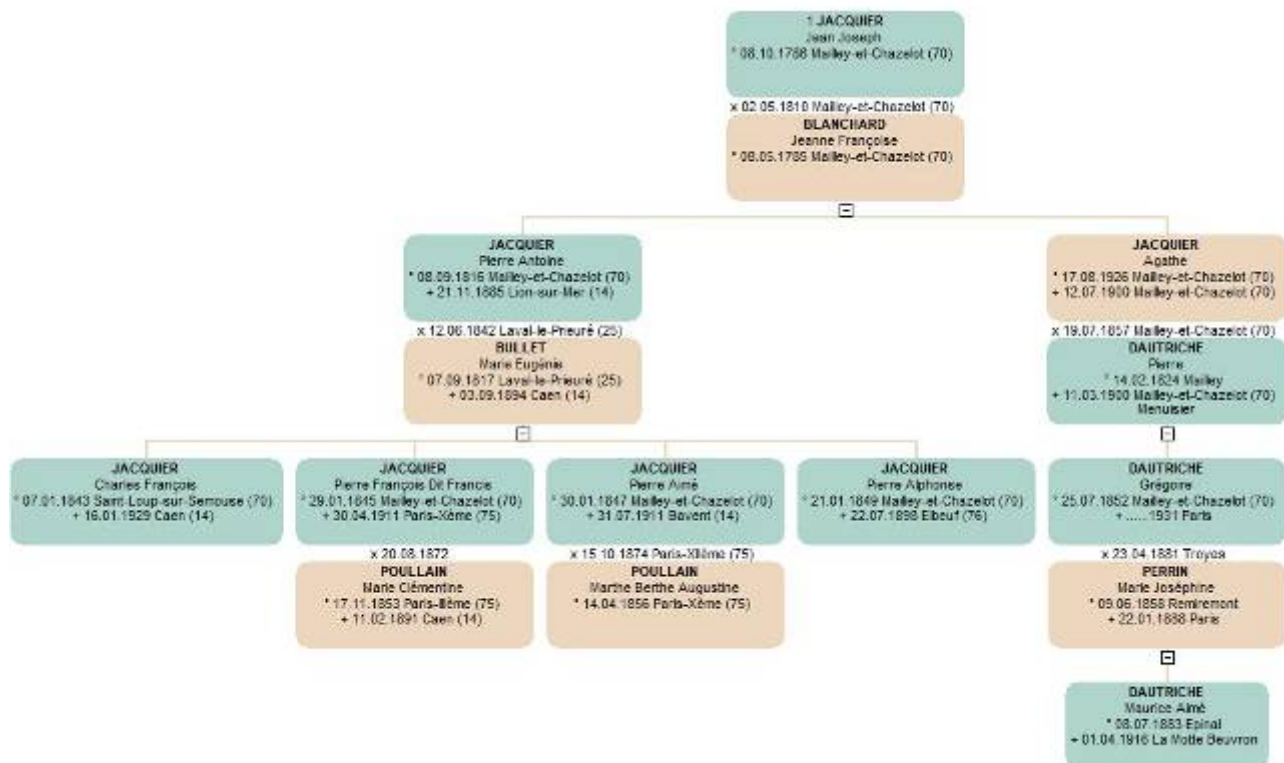 1 JACQUIER
Jean Joseph
° 08.10.1786 Mailley-et-Chazelot (70)
x 02.05.1810 Mailley-et-Chazelot (70)
BLANCHARD
Jeanne Françoise
° 08.05.1785 Mailley-et-Chazelot (70)
JACQUIER
Pierre Antoine
° 08.09.1816 Mailley-et-Chazelot (70)
+ 21.11.1885 Lion-sur-Mer (14)
x 12.06.1842 Laval-le-Prieuré (25)
BULLET
Marie Eugénie
° 07.09.1817 Laval-le-Prieuré (25)
+ 03.09.1894 Caen (14)
JACQUIER
Agathe
° 17.08.1926 Mailley-et-Chazelot (70)
+ 12.07.1900 Mailley-et-Chazelot (70)
x 19.07.1857 Mailley-et-Chazelot (70)
DAUTRICHE
Pierre
° 14.02.1824 Mailley
+ 11.03.1900 Mailley-et-Chazelot (70)
Menuisier
JACQUIER
Charles François
° 07.01.1843 Saint-Loup-sur-Semouse (70)
+ 16.01.1929 Caen (14)
JACQUIER
Pierre François Dit Francis
° 29.01.1845 Mailley-et-Chazelot (70)
+ 30.04.1911 Paris-Xème (75)
x 20.08.1872
POULLAIN
Marie Clémentine
° 17.11.1853 Paris-IIème (75)
+ 11.02.1891 Caen (14)
JACQUIER
Pierre Aimé
° 30.01.1847 Mailley-et-Chazelot (70)
+ 31.07.1911 Bavent (14)
x 15.10.1874 Paris-XIIème (75)
POULLAIN
Marthe Berthe Augustine
° 14.04.1856 Paris-Xème (75)
JACQUIER
Pierre Alphonse
° 21.01.1849 Mailley-et-Chazelot (70)
+ 22.07.1898 Elbeuf (76)
DAUTRICHE
Grégoire
° 25.07.1852 Mailley-et-Chazelot (70)
+ ..... 1931 Paris
x 23.04.1881 Troyes
PERRIN
Marie Joséphine
° 09.06.1858 Remiremont
+ 22.01.1888 Paris
DAUTRICHE
Maurice Aimé
° 08.07.1883 Epinal
+ 01.04.1916 La Motte Beuvron